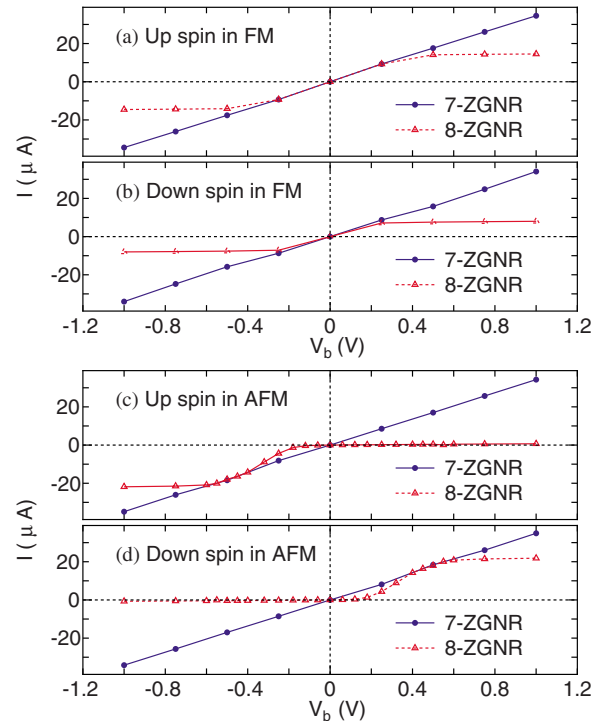 (a) Up spin in FM
20
0
-20
7-ZGNR
8-ZGNR
(b) Down spin in FM
20
0
-20
7-ZGNR
8-ZGNR
I ( μ A)
-1.2 -0.8 -0.4 0 0.4 0.8 1.2
V_b (V)
(c) Up spin in AFM
20
0
-20
7-ZGNR
8-ZGNR
(d) Down spin in AFM
20
0
-20
7-ZGNR
8-ZGNR
I ( μ A)
-1.2 -0.8 -0.4 0 0.4 0.8 1.2
V_b (V)